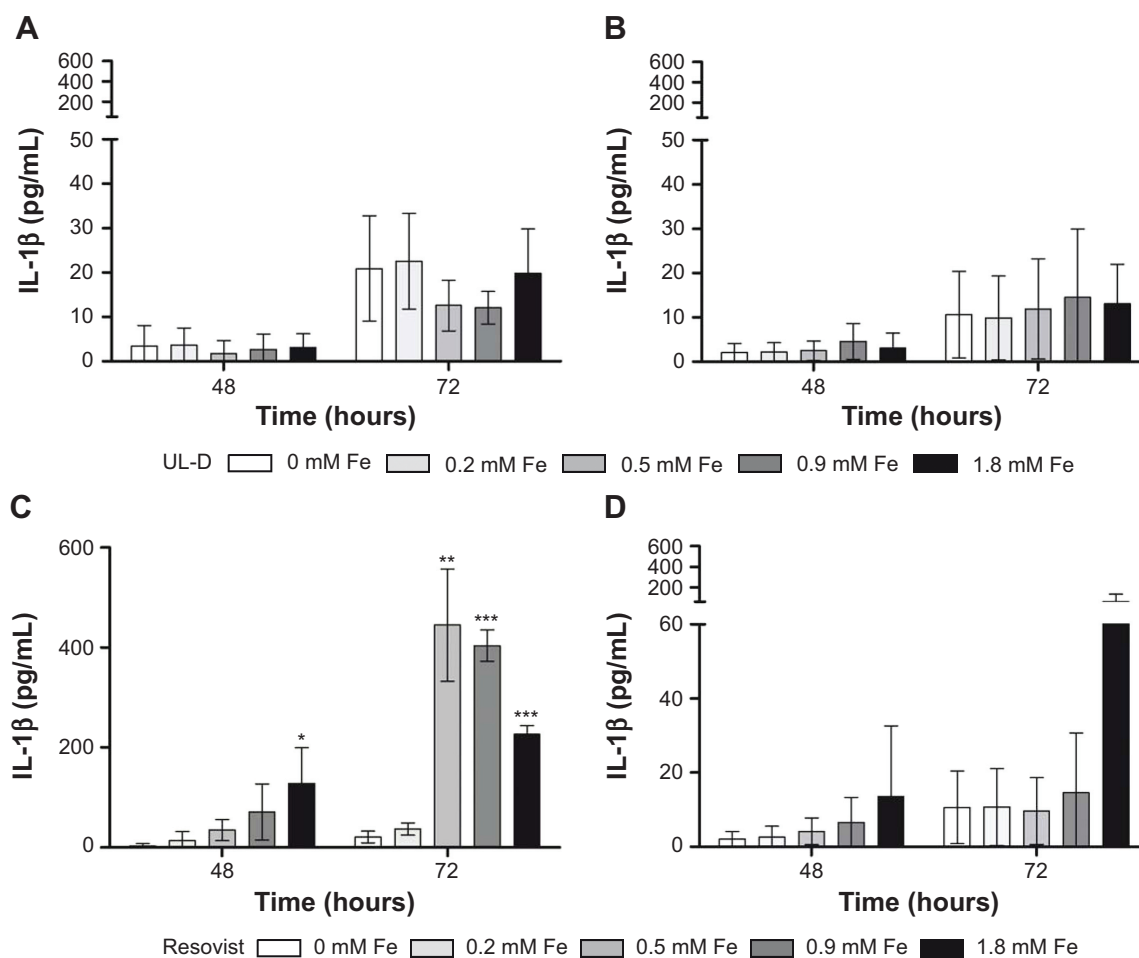 A
B
600
400
200
50
40
30
20
10
0
IL-1β (pg/mL)
48
72
Time (hours)
600
400
200
50
40
30
20
10
0
IL-1β (pg/mL)
48
72
Time (hours)
UL-D 0 mM Fe 0.2 mM Fe 0.5 mM Fe 0.9 mM Fe 1.8 mM Fe
C
D
600
400
200
0
IL-1β (pg/mL)
*
**
***
***
48
72
Time (hours)
600
400
200
60
40
20
0
IL-1β (pg/mL)
48
72
Time (hours)
Resovist 0 mM Fe 0.2 mM Fe 0.5 mM Fe 0.9 mM Fe 1.8 mM Fe